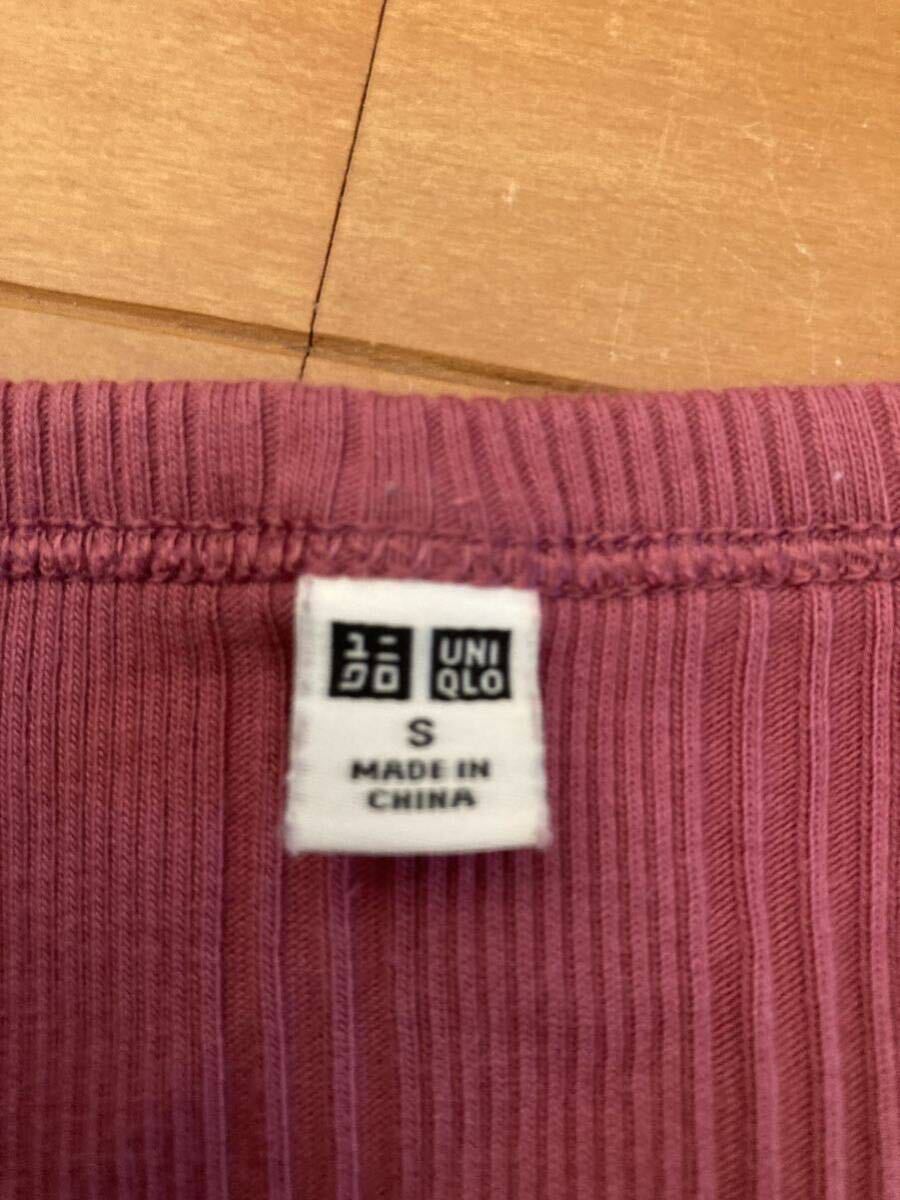 ユニ
クロ
UNI
QLO
S
MADE IN
CHINA